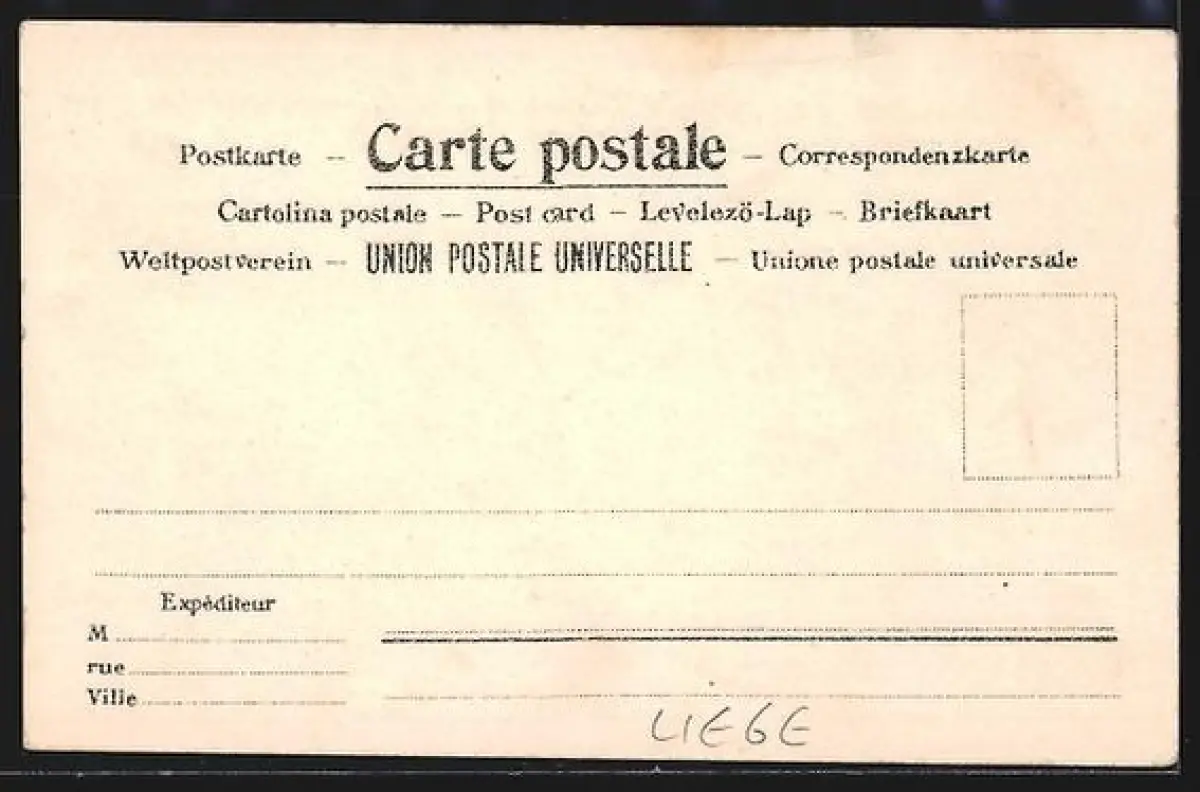 Postkarte – Carte postale – Correspondenzkarte
Cartolina postale – Post card – Levelezö-Lap – Briefkaart
Weltpostverein – UNION POSTALE UNIVERSELLE – Unione postale universale
Expéditeur
M
rue
Ville
LIEGE